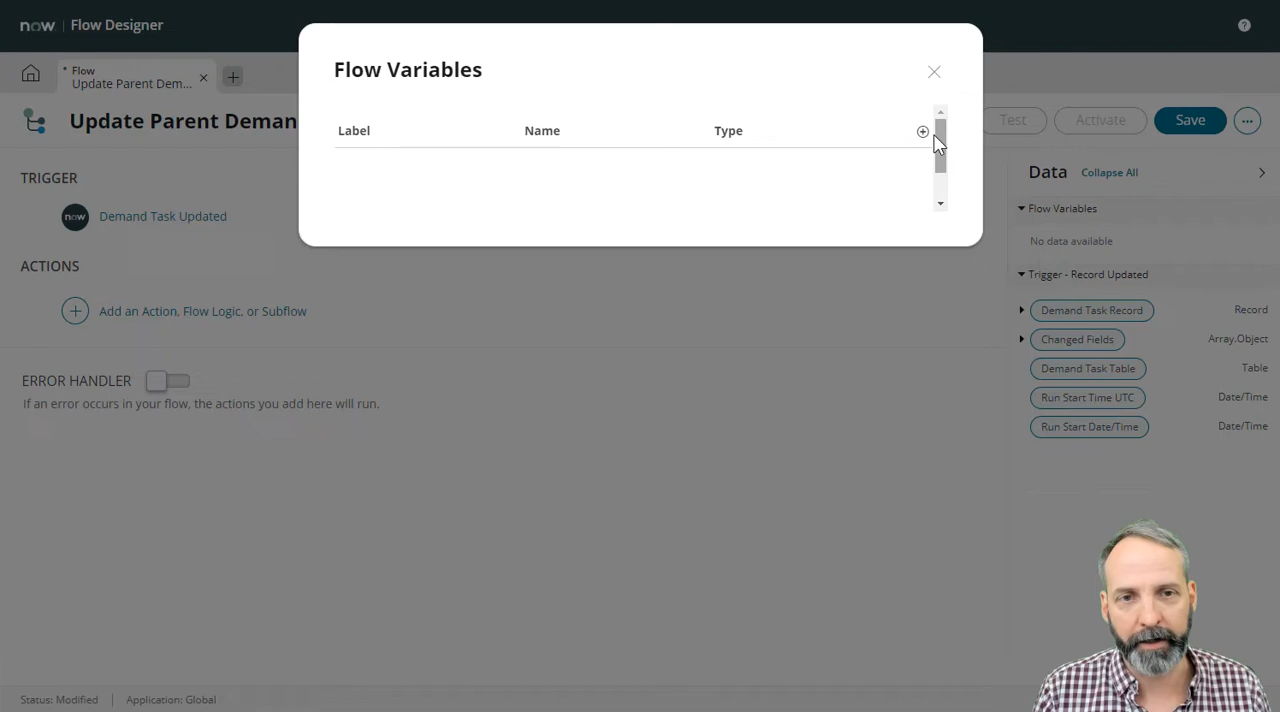 now. Flow Designer
?
* Flow
Update Parent Dem...
Update Parent Deman
Test
Activate
Save
Flow Variables
Label Name Type
TRIGGER
now
Demand Task Updated
ACTIONS
Add an Action, Flow Logic, or Subflow
ERROR HANDLER
If an error occurs in your flow, the actions you add here will run.
Data Collapse All
Flow Variables
No data available
Trigger - Record Updated
Demand Task Record Record
Changed Fields Array.Object
Demand Task Table Table
Run Start Time UTC Date/Time
Run Start Date/Time Date/Time
Status: Modified | Application: Global